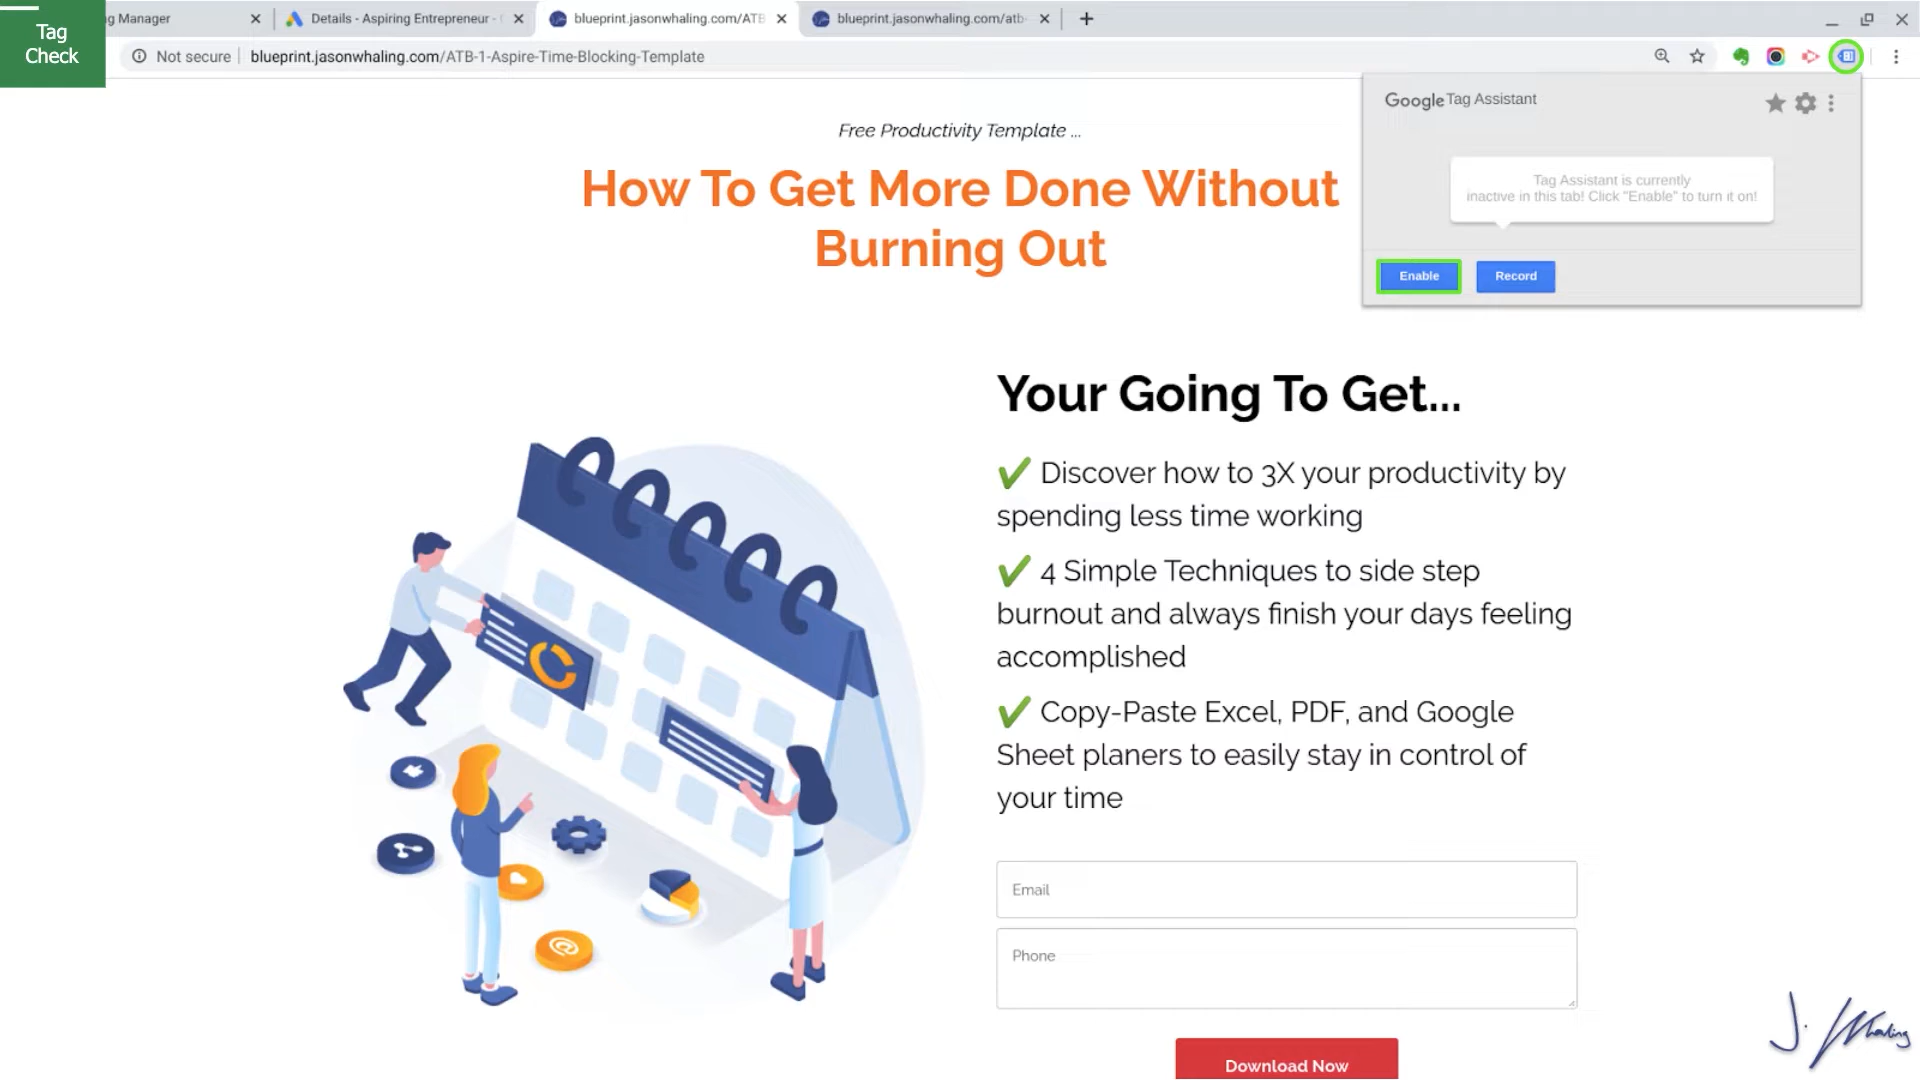 Tag
Check
g Manager
Details - Aspiring Entrepreneur -
blueprint.jasonwhaling.com/ATB
blueprint.jasonwhaling.com/atb
Not secure
blueprint.jasonwhaling.com/ATB-1-Aspire-Time-Blocking-Template
Google Tag Assistant
Tag Assistant is currently
inactive in this tab! Click "Enable" to turn it on!
Enable
Record
Free Productivity Template ...
How To Get More Done Without
Burning Out
Your Going To Get...
✔ Discover how to 3X your productivity by
spending less time working
✔ 4 Simple Techniques to side step
burnout and always finish your days feeling
accomplished
✔ Copy-Paste Excel, PDF, and Google
Sheet planers to easily stay in control of
your time
Email
Phone
Download Now
J. Whaling